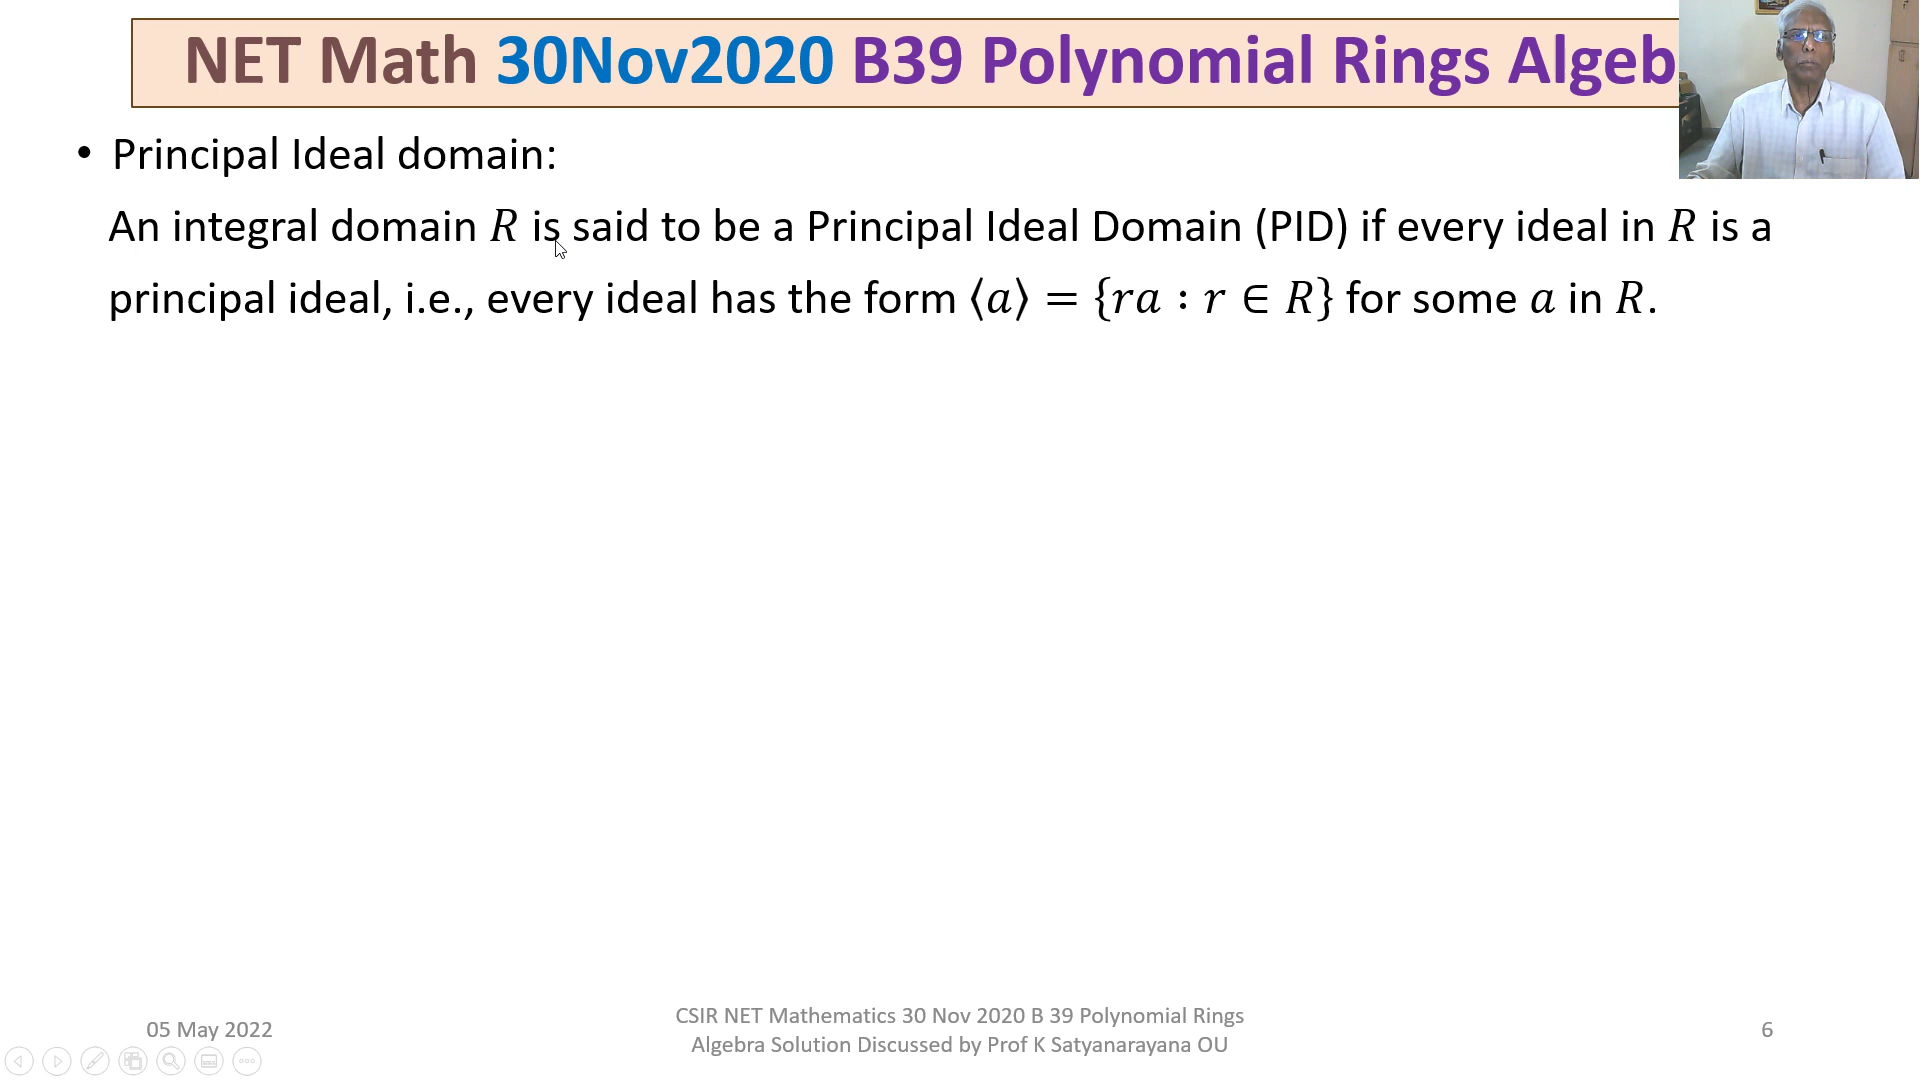 NET Math 30Nov2020 B39 Polynomial Rings Algeb
• Principal Ideal domain:
An integral domain 𝑅 is said to be a Principal Ideal Domain (PID) if every ideal in 𝑅 is a
principal ideal, i.e., every ideal has the form ⟨𝑎⟩ = {𝑟𝑎 : 𝑟 ∈ 𝑅} for some 𝑎 in 𝑅.
05 May 2022
CSIR NET Mathematics 30 Nov 2020 B 39 Polynomial Rings
Algebra Solution Discussed by Prof K Satyanarayana OU
6